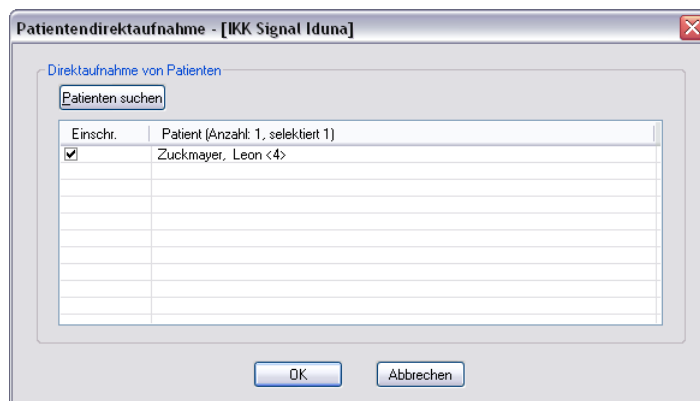 Patientendirektaufnahme - [IKK Signal Iduna]
Direktaufnahme von Patienten
Patienten suchen
Einschr. Patient (Anzahl: 1, selektiert 1)
Zuckmayer, Leon <4>
OK Abbrechen